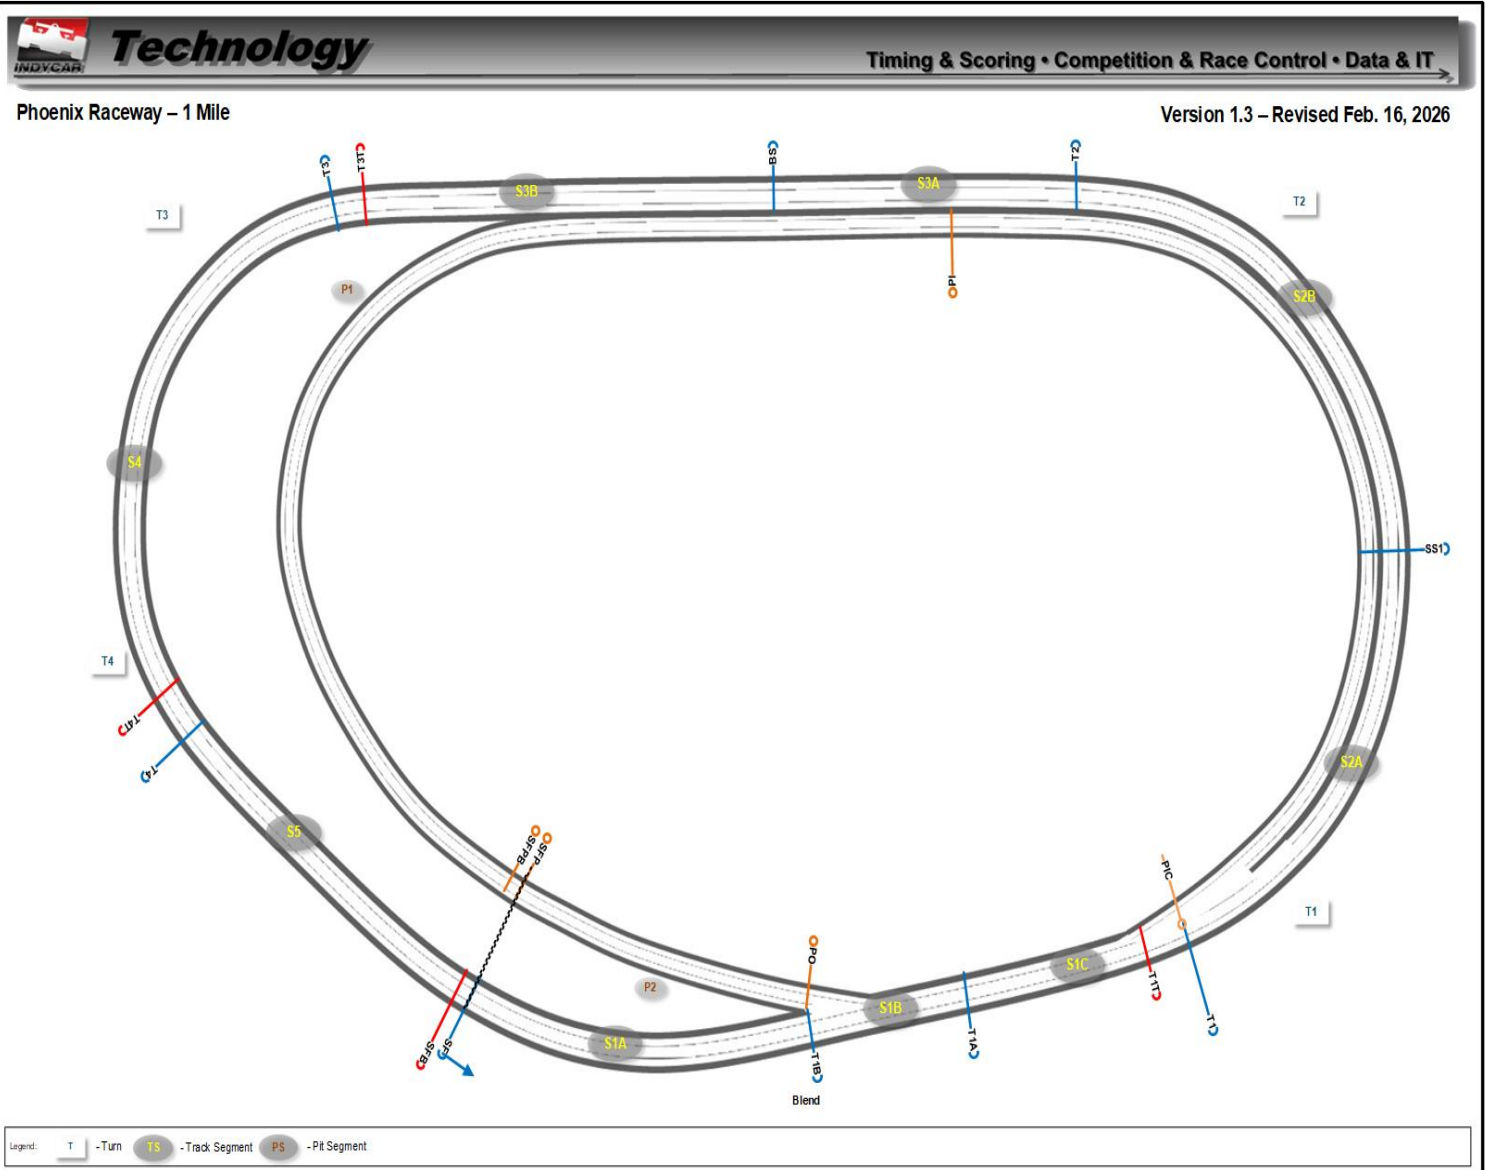 INDYCAR
Technology
Timing & Scoring • Competition & Race Control • Data & IT
Phoenix Raceway – 1 Mile
Version 1.3 – Revised Feb. 16, 2026
T3
T3T
BS
T2
S3B
S3A
T3
T2
PI
P1
S2B
S4
SS1
T4
T4T
T4
S2A
S5
SFPB
SFP
PIC
T1
PO
S1C
T1T
P2
S1B
T1
S1A
T1A
SFB
SF
T1B
Blend
Legend:
T
- Turn
TS
- Track Segment
PS
- Pit Segment